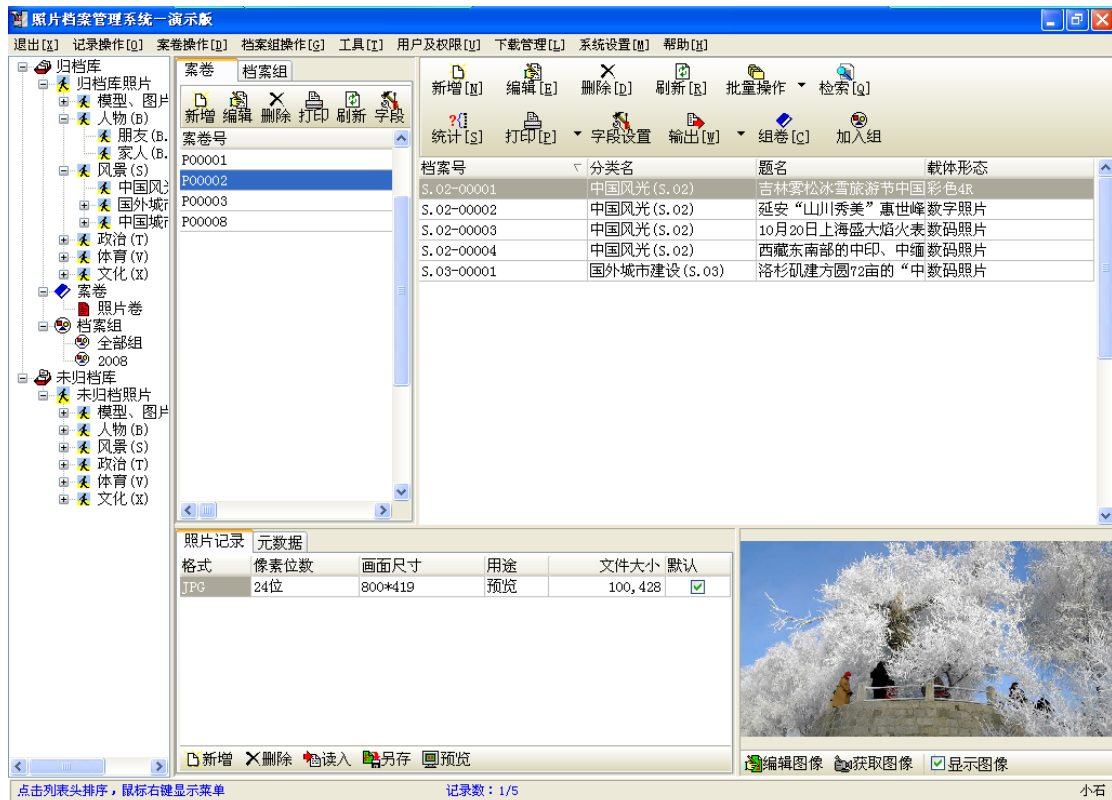 照片档案管理系统－演示版
退出[X] 记录操作[O] 案卷操作[D] 档案组操作[G] 工具[T] 用户及权限[U] 下载管理[L] 系统设置[M] 帮助[H]
归档库
归档库照片
模型、图片
人物(B)
朋友(B.
家人(B.
风景(S)
中国风光
国外城市
中国城市
政治(T)
体育(V)
文化(X)
案卷
照片卷
档案组
全部组
2008
未归档库
未归档照片
模型、图片
人物(B)
风景(S)
政治(T)
体育(V)
文化(X)
案卷 档案组
新增 编辑 删除 打印 刷新 字段
案卷号
P00001
P00002
P00003
P00008
新增[N] 编辑[E] 删除[D] 刷新[R] 批量操作 检索[Q]
统计[S] 打印[P] 字段设置 输出[W] 组卷[C] 加入组
档案号 分类名 题名 载体形态
S.02-00001 中国风光(S.02) 吉林雾松冰雪旅游节中国 彩色4R
S.02-00002 中国风光(S.02) 延安“山川秀美”惠世峰 数字照片
S.02-00003 中国风光(S.02) 10月20日上海盛大焰火表 数码照片
S.02-00004 中国风光(S.02) 西藏东南部的中印、中缅 数码照片
S.03-00001 国外城市建设(S.03) 洛杉矶建方圆72亩的“中 数码照片
照片记录 元数据
格式 像素位数 画面尺寸 用途 文件大小 默认
JPG 24位 800*419 预览 100,428
新增 删除 读入 另存 预览
编辑图像 获取图像 显示图像
点击列表头排序，鼠标右键显示菜单 记录数：1/5 小石